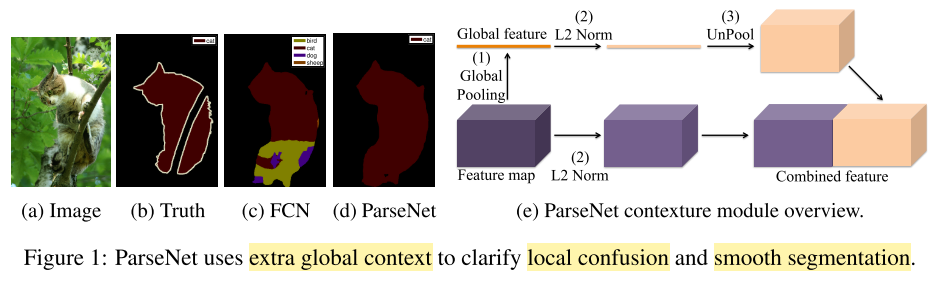 Global feature
(2)
L2 Norm
(3)
UnPool
(1)
Global
Pooling
cat
bird
cat
dog
sheep
cat
Feature map
(2)
L2 Norm
Combined feature
(a) Image
(b) Truth
(c) FCN
(d) ParseNet
(e) ParseNet contexture module overview.
Figure 1: ParseNet uses extra global context to clarify local confusion and smooth segmentation.